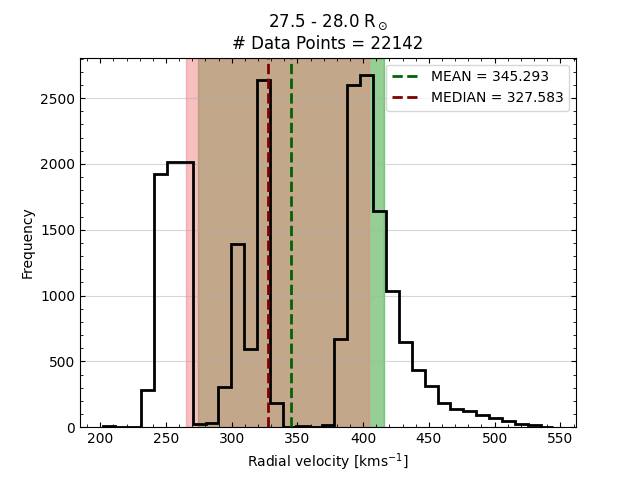 27.5 - 28.0 R⊙
# Data Points = 22142
MEAN = 345.293
MEDIAN = 327.583
Frequency
2500
2000
1500
1000
500
0
200 250 300 350 400 450 500 550
Radial velocity [kms⁻¹]